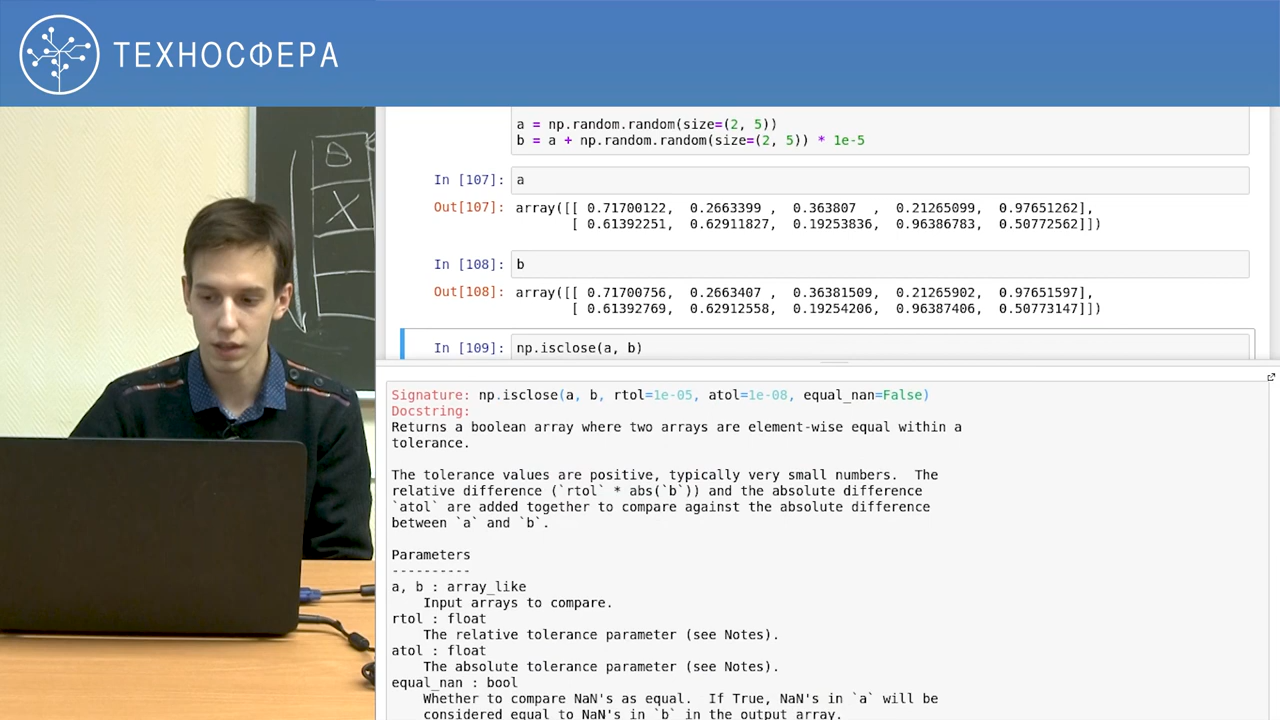 ТЕХНОСФЕРА
a = np.random.random(size=(2, 5))
b = a + np.random.random(size=(2, 5)) * 1e-5
In [107]: a
Out[107]: array([[ 0.71700122,  0.2663399 ,  0.363807  ,  0.21265099,  0.97651262],
[ 0.61392251,  0.62911827,  0.19253836,  0.96386783,  0.50772562]])
In [108]: b
Out[108]: array([[ 0.71700756,  0.2663407 ,  0.36381509,  0.21265902,  0.97651597],
[ 0.61392769,  0.62912558,  0.19254206,  0.96387406,  0.50773147]])
In [109]: np.isclose(a, b)
Signature: np.isclose(a, b, rtol=1e-05, atol=1e-08, equal_nan=False)
Docstring:
Returns a boolean array where two arrays are element-wise equal within a
tolerance.
The tolerance values are positive, typically very small numbers.  The
relative difference (`rtol` * abs(`b`)) and the absolute difference
`atol` are added together to compare against the absolute difference
between `a` and `b`.
Parameters
----------
a, b : array_like
Input arrays to compare.
rtol : float
The relative tolerance parameter (see Notes).
atol : float
The absolute tolerance parameter (see Notes).
equal_nan : bool
Whether to compare NaN's as equal.  If True, NaN's in `a` will be
considered equal to NaN's in `b` in the output array.